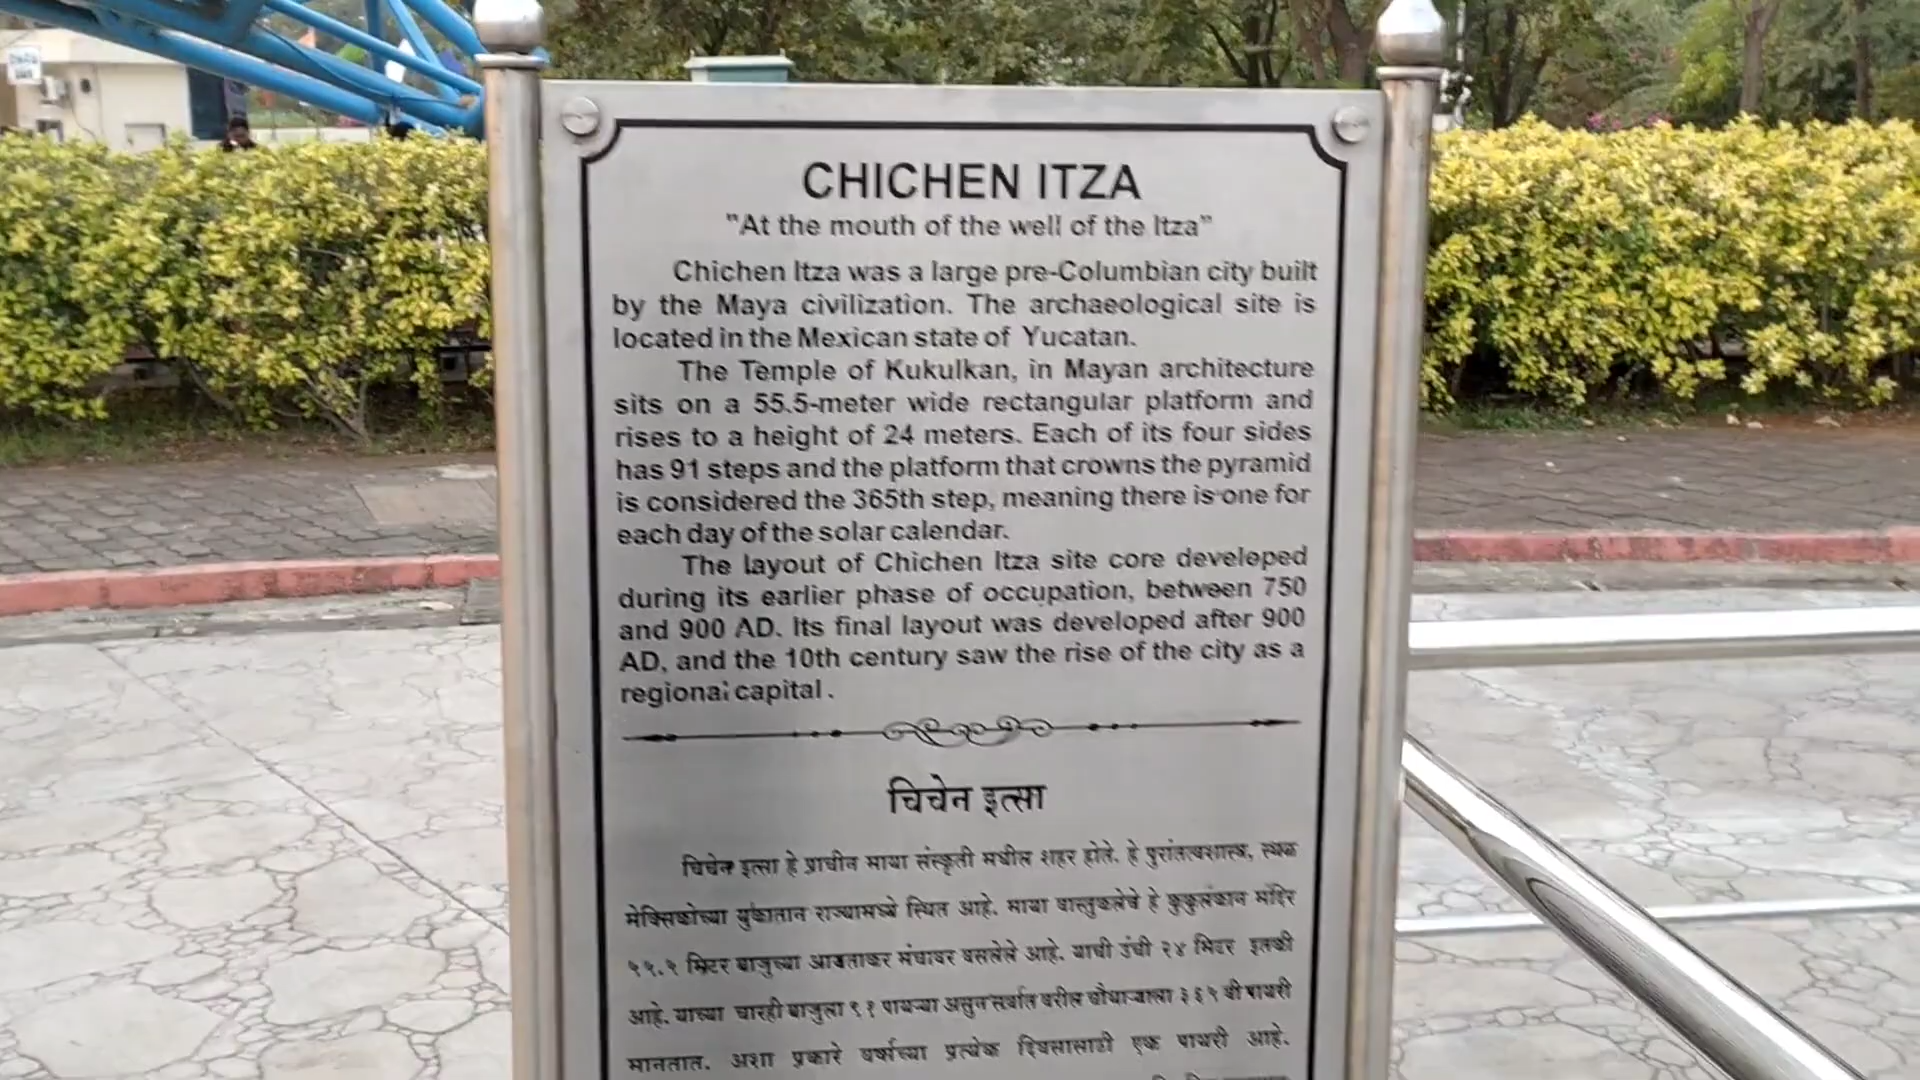 CHICHEN ITZA
"At the mouth of the well of the Itza"
Chichen Itza was a large pre-Columbian city built
by the Maya civilization. The archaeological site is
located in the Mexican state of Yucatan.
The Temple of Kukulkan, in Mayan architecture
sits on a 55.5-meter wide rectangular platform and
rises to a height of 24 meters. Each of its four sides
has 91 steps and the platform that crowns the pyramid
is considered the 365th step, meaning there is one for
each day of the solar calendar.
The layout of Chichen Itza site core developed
during its earlier phase of occupation, between 750
and 900 AD. Its final layout was developed after 900
AD, and the 10th century saw the rise of the city as a
regional capital.
चिचेन इत्सा
चिचेन इत्सा हे प्राचीन माया संस्कृती मधील शहर होते. हे पुरांतत्वशास्त्र, स्थळ
मेक्सिकोच्या युकातान राज्यामध्ये स्थित आहे. माया वास्तुकलेचे हे कुकुलकान मंदिर
५५.५ मिटर बाजुच्या आयताकर मंचावर वसलेले आहे. याची उंची २४ मिटर इतकी
आहे. याच्या चारही बाजुला ९१ पायऱ्या असुन सर्वात वरील चौथाऱ्याला ३६५ वी पायरी
मानतात. अशा प्रकारे वर्षाच्या प्रत्येक दिवसासाठी एक पायरी आहे.